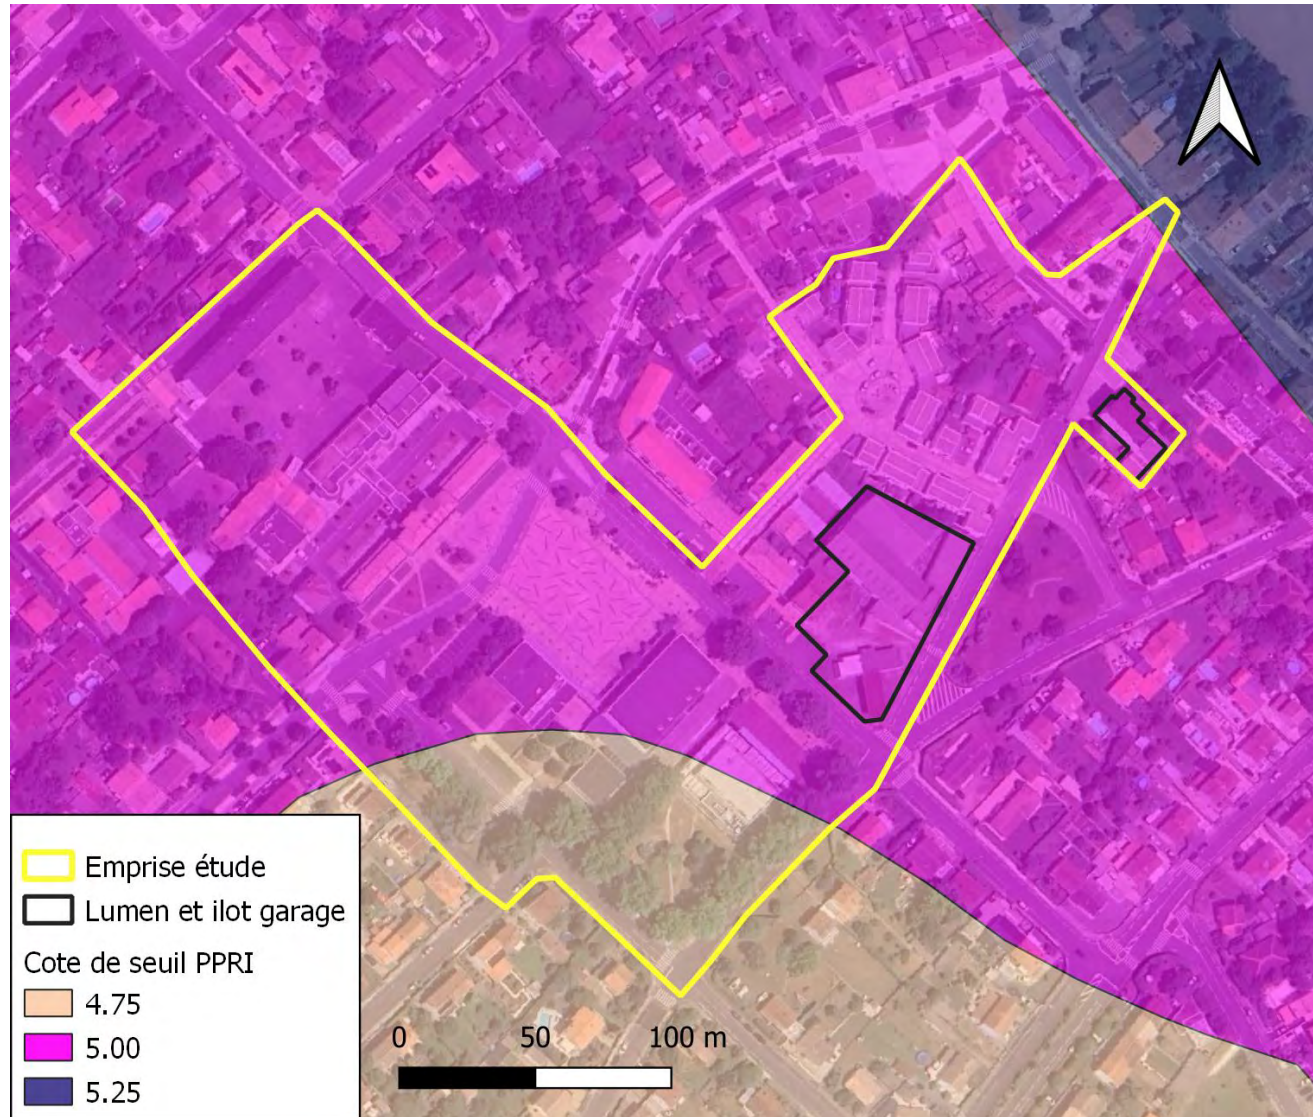 Emprise étude
Lumen et ilot garage
Cote de seuil PPRI
4.75
5.00
5.25
0 50 100 m